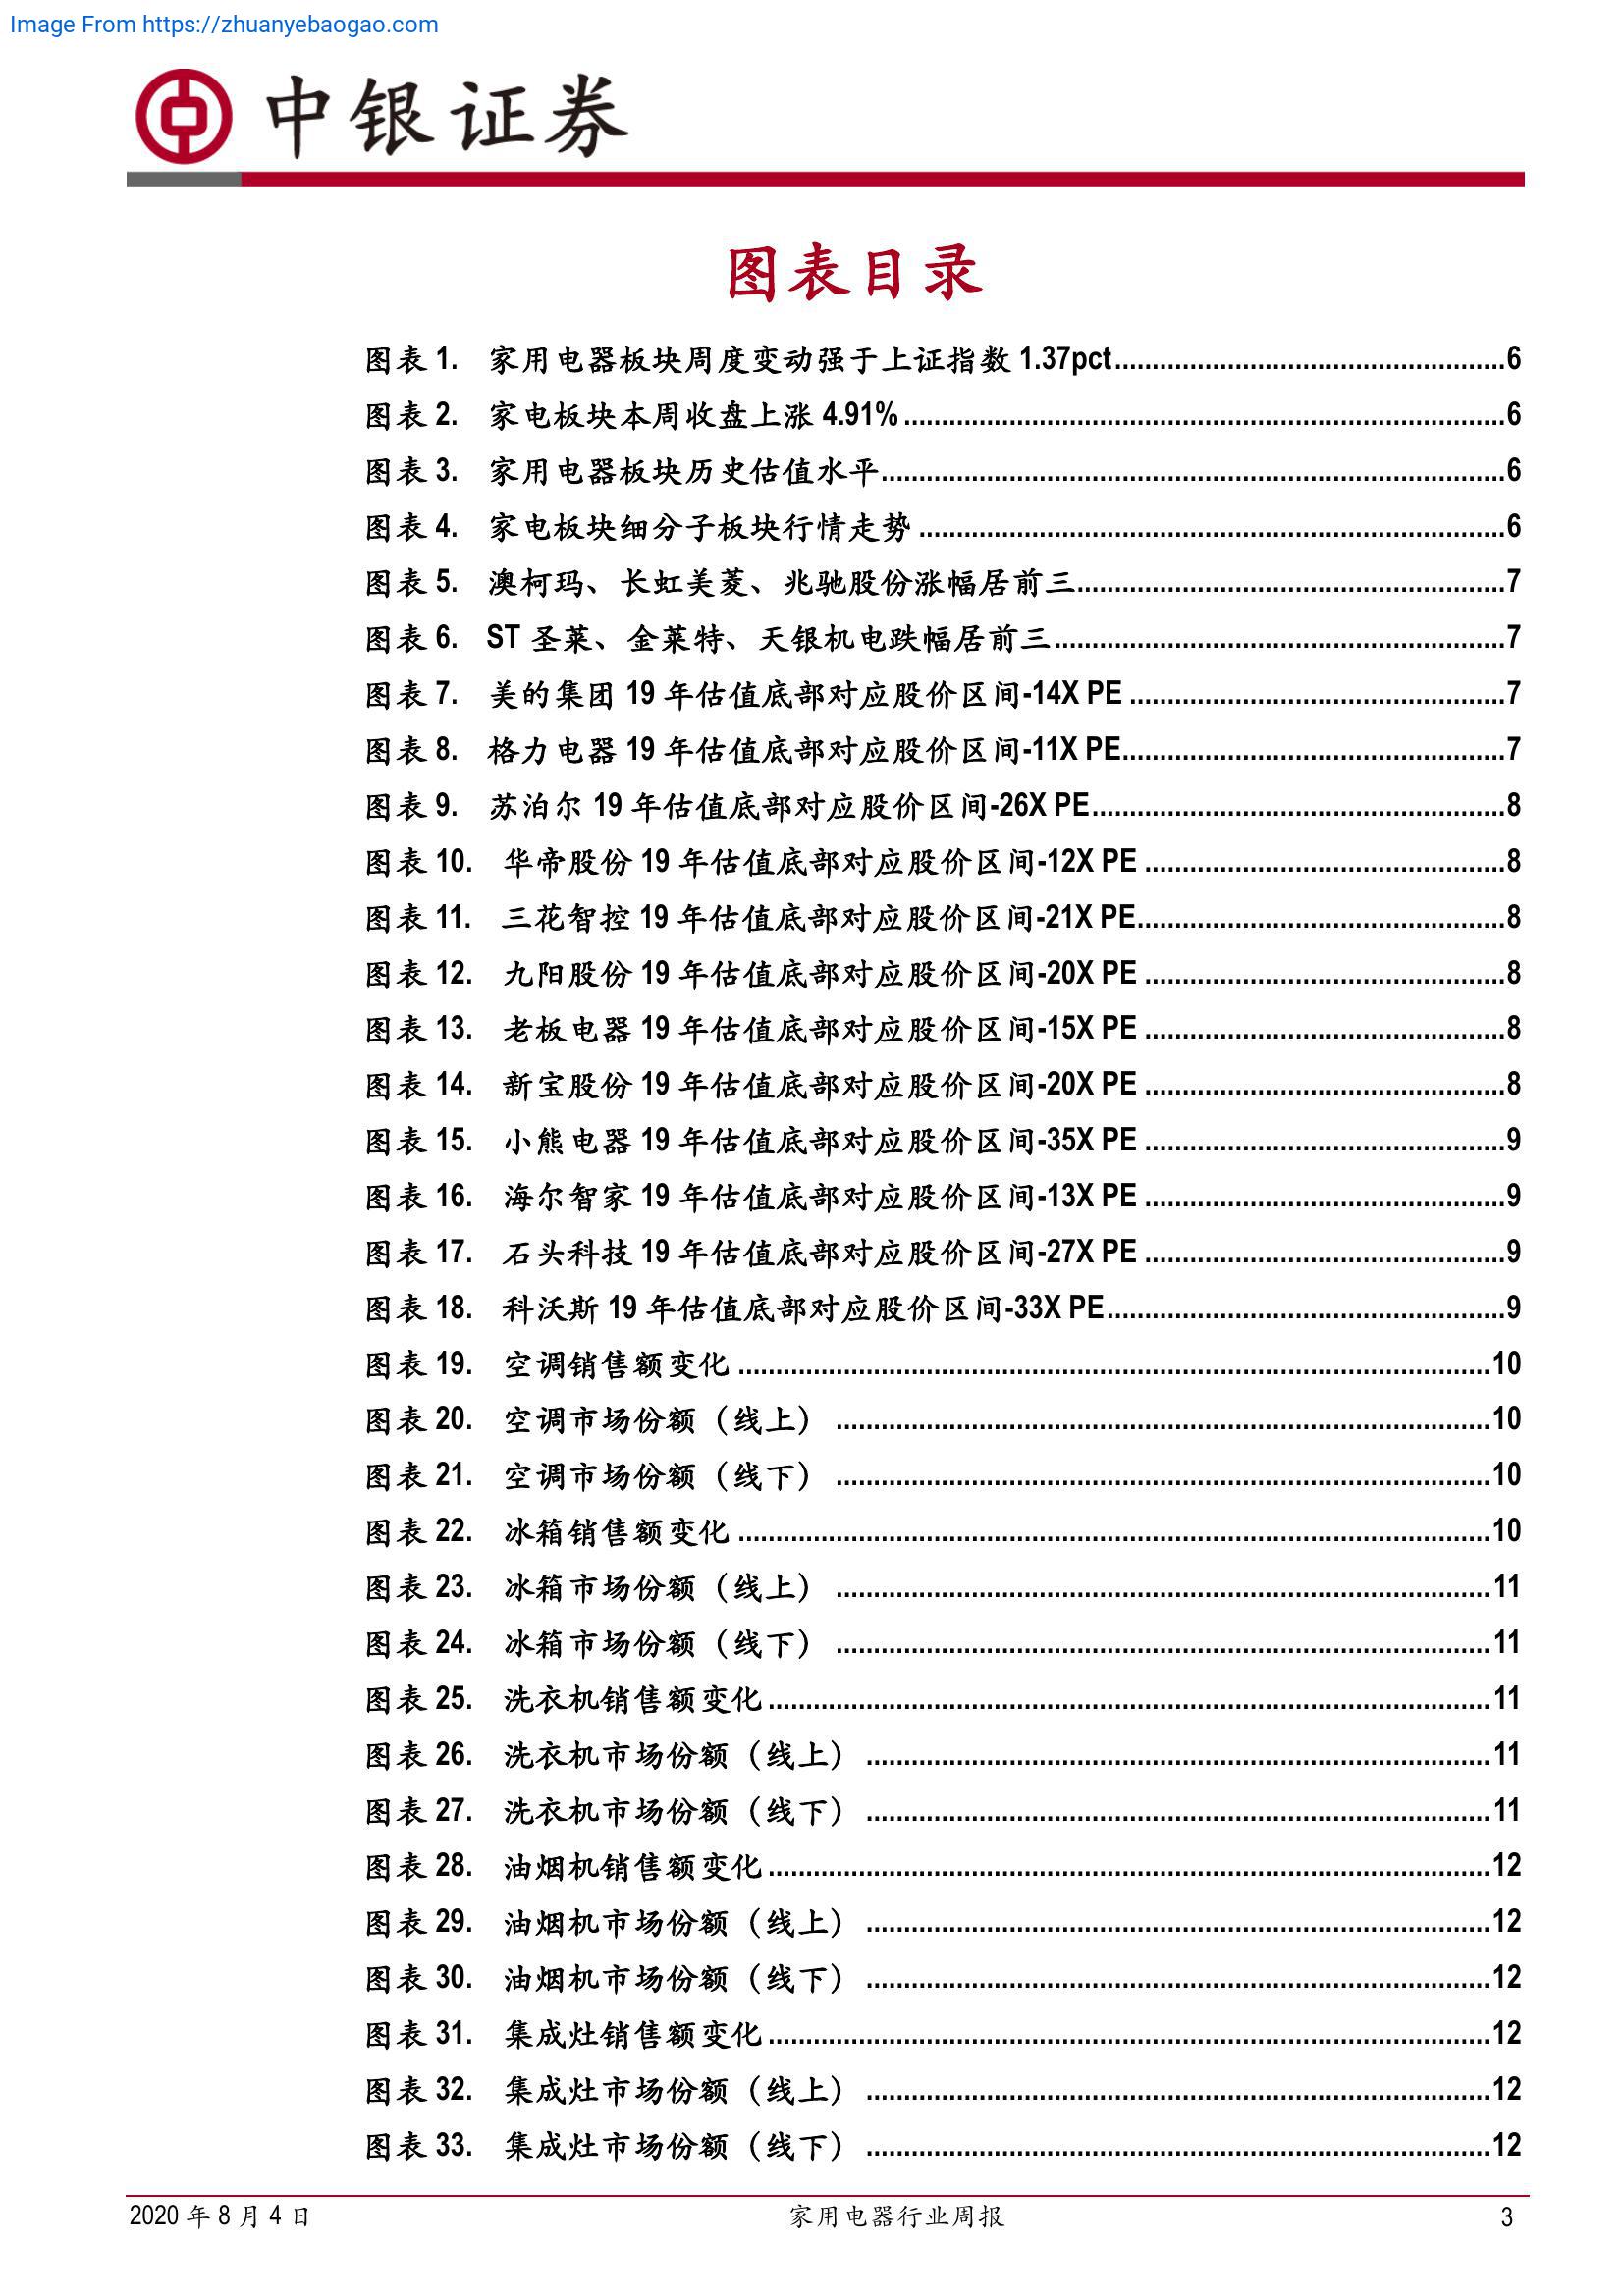 Image From https://zhuanyebaogao.com
中银证券
图表目录
图表 1. 家用电器板块周度变动强于上证指数 1.37pct....................................................6
图表 2. 家电板块本周收盘上涨 4.91%................................................................................6
图表 3. 家用电器板块历史估值水平...................................................................................6
图表 4. 家电板块细分子板块行情走势..............................................................................6
图表 5. 澳柯玛、长虹美菱、兆驰股份涨幅居前三.........................................................7
图表 6. ST 圣莱、金莱特、天银机电跌幅居前三............................................................7
图表 7. 美的集团 19 年估值底部对应股价区间-14X PE ..................................................7
图表 8. 格力电器 19 年估值底部对应股价区间-11X PE...................................................7
图表 9. 苏泊尔 19 年估值底部对应股价区间-26X PE.......................................................8
图表 10. 华帝股份 19 年估值底部对应股价区间-12X PE ................................................8
图表 11. 三花智控 19 年估值底部对应股价区间-21X PE.................................................8
图表 12. 九阳股份 19 年估值底部对应股价区间-20X PE ................................................8
图表 13. 老板电器 19 年估值底部对应股价区间-15X PE ................................................8
图表 14. 新宝股份 19 年估值底部对应股价区间-20X PE ................................................8
图表 15. 小熊电器 19 年估值底部对应股价区间-35X PE ................................................9
图表 16. 海尔智家 19 年估值底部对应股价区间-13X PE ................................................9
图表 17. 石头科技 19 年估值底部对应股价区间-27X PE ................................................9
图表 18. 科沃斯 19 年估值底部对应股价区间-33X PE.....................................................9
图表 19. 空调销售额变化 ....................................................................................................10
图表 20. 空调市场份额（线上） .......................................................................................10
图表 21. 空调市场份额（线下） .......................................................................................10
图表 22. 冰箱销售额变化 ....................................................................................................10
图表 23. 冰箱市场份额（线上） .......................................................................................11
图表 24. 冰箱市场份额（线下） .......................................................................................11
图表 25. 洗衣机销售额变化................................................................................................11
图表 26. 洗衣机市场份额（线上） ...................................................................................11
图表 27. 洗衣机市场份额（线下） ...................................................................................11
图表 28. 油烟机销售额变化................................................................................................12
图表 29. 油烟机市场份额（线上） ...................................................................................12
图表 30. 油烟机市场份额（线下） ...................................................................................12
图表 31. 集成灶销售额变化................................................................................................12
图表 32. 集成灶市场份额（线上） ...................................................................................12
图表 33. 集成灶市场份额（线下） ...................................................................................12
2020 年 8 月 4 日 家用电器行业周报 3